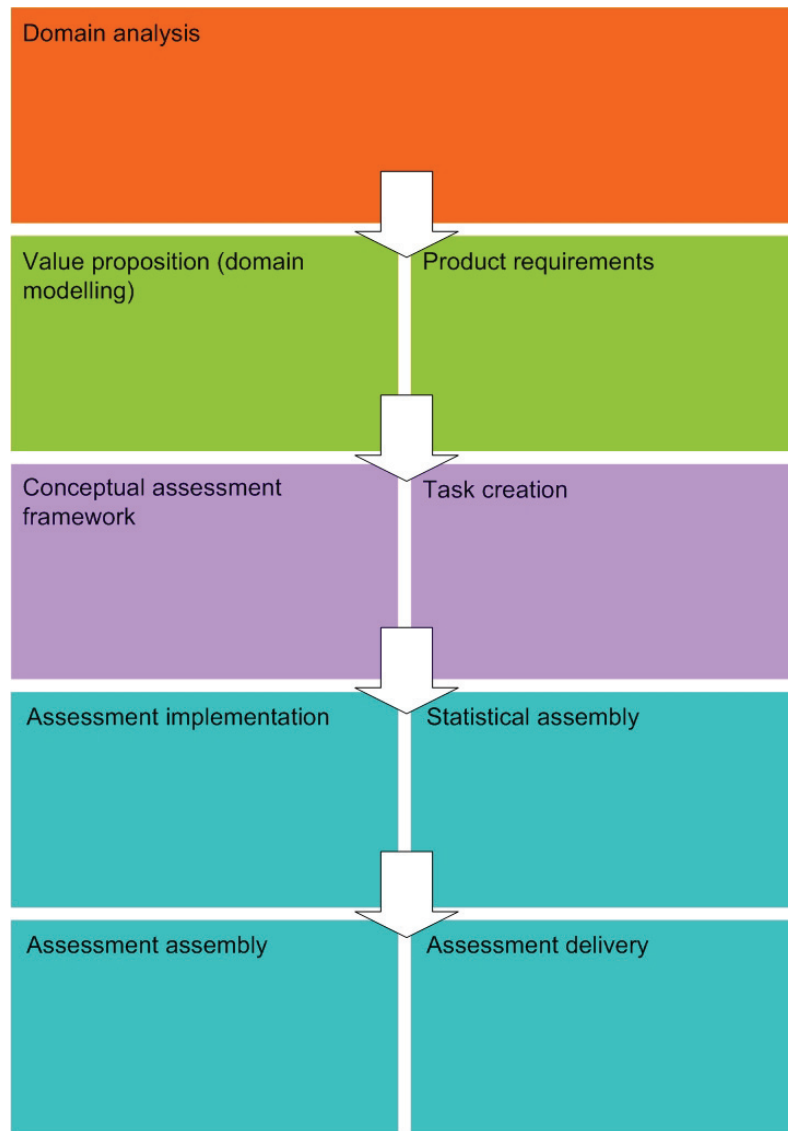 Domain analysis
Value proposition (domain
modelling)
Product requirements
Conceptual assessment
framework
Task creation
Assessment implementation
Statistical assembly
Assessment assembly
Assessment delivery